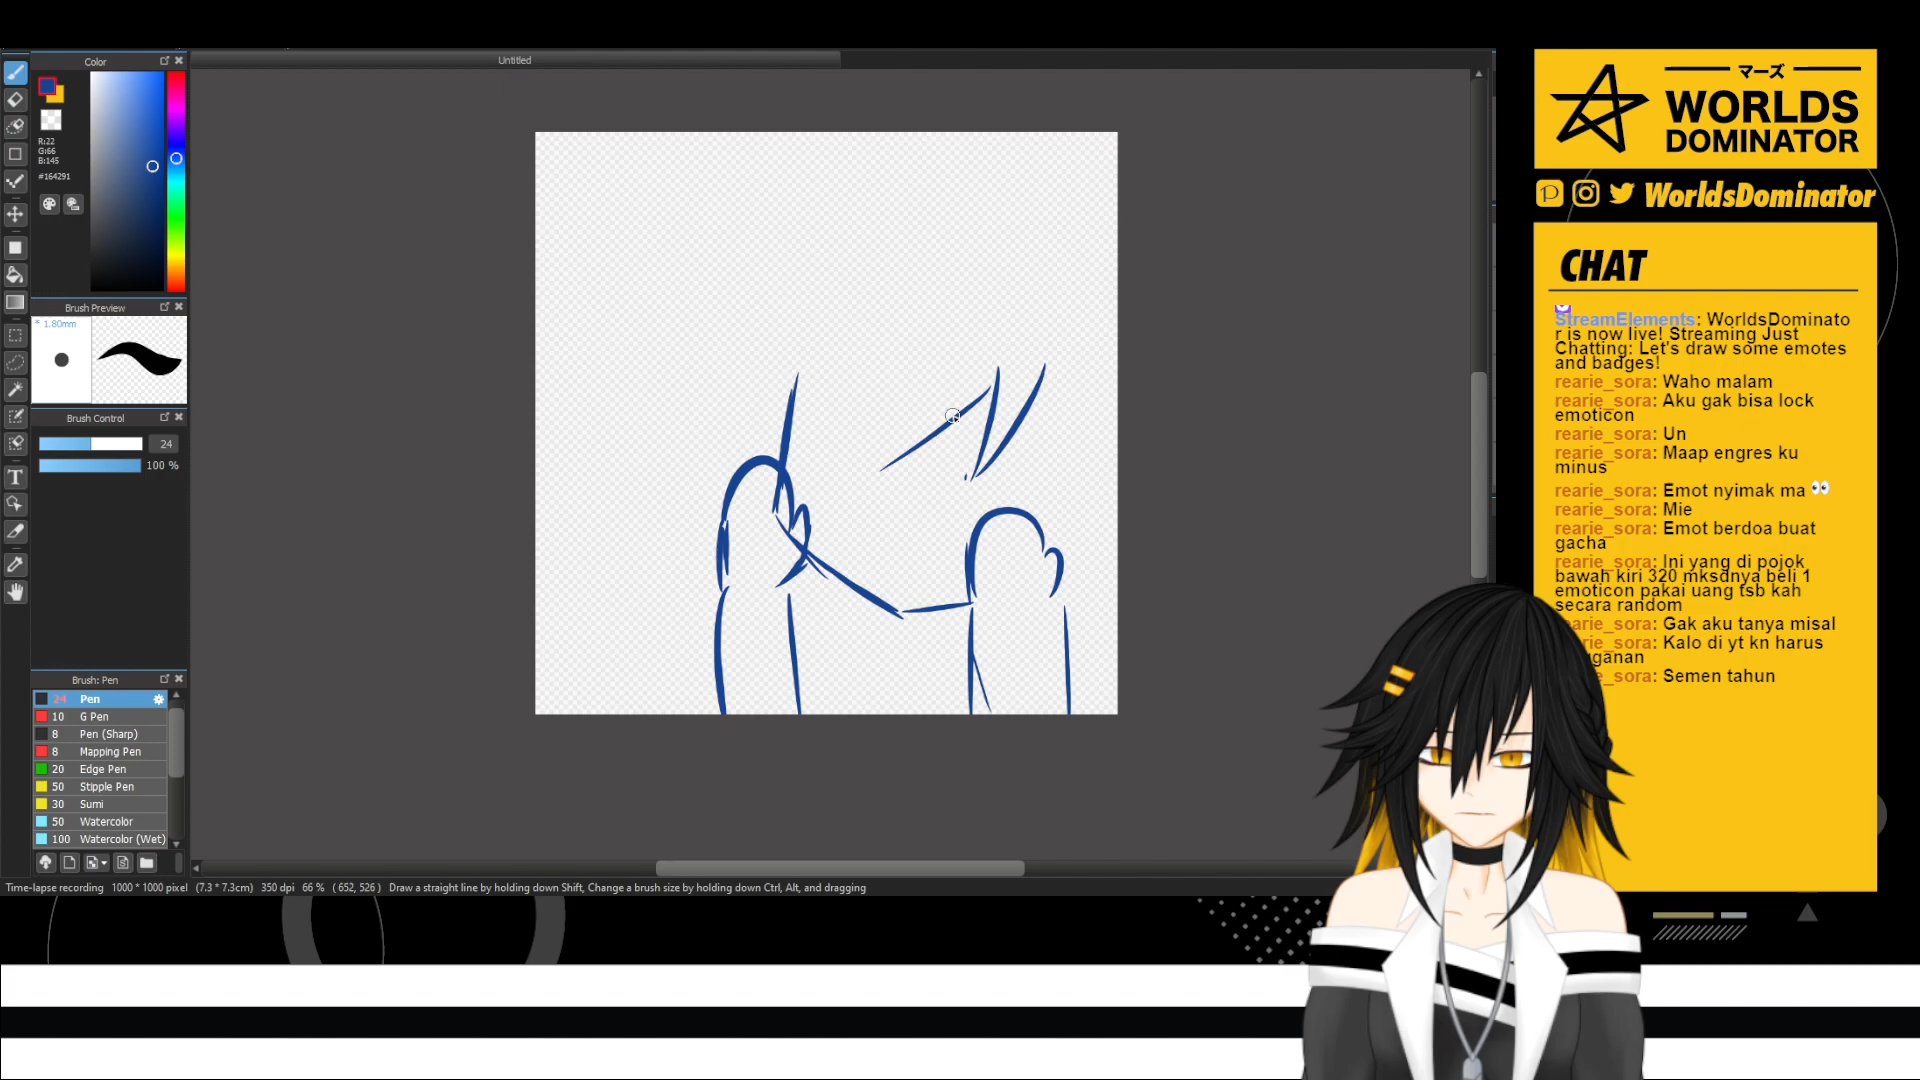 Color
R:22
G:66
B:145
#164291
Brush Preview
* 1.80mm
Brush Control
24
100 %
Brush: Pen
24 Pen
10 G Pen
8 Pen (Sharp)
8 Mapping Pen
20 Edge Pen
50 Stipple Pen
30 Sumi
50 Watercolor
100 Watercolor (Wet)
Untitled
Time-lapse recording 1000 * 1000 pixel (7.3 * 7.3cm) 350 dpi 66 % ( 652, 526 ) Draw a straight line by holding down Shift, Change a brush size by holding down Ctrl, Alt, and dragging
マーズ
WORLDS
DOMINATOR
WorldsDominator
CHAT
StreamElements: WorldsDominato
r is now live! Streaming Just
Chatting: Let's draw some emotes
and badges!
rearie_sora: Waho malam
rearie_sora: Aku gak bisa lock
emoticon
rearie_sora: Un
rearie_sora: Maap engres ku
minus
rearie_sora: Emot nyimak ma 👀
rearie_sora: Mie
rearie_sora: Emot berdoa buat
gacha
rearie_sora: Ini yang di pojok
bawah kiri 320 mksdnya beli 1
emoticon pakai uang tsb kah
secara random
rearie_sora: Gak aku tanya misal
rie_sora: Kalo di yt kn harus
ganan
e_sora: Semen tahun